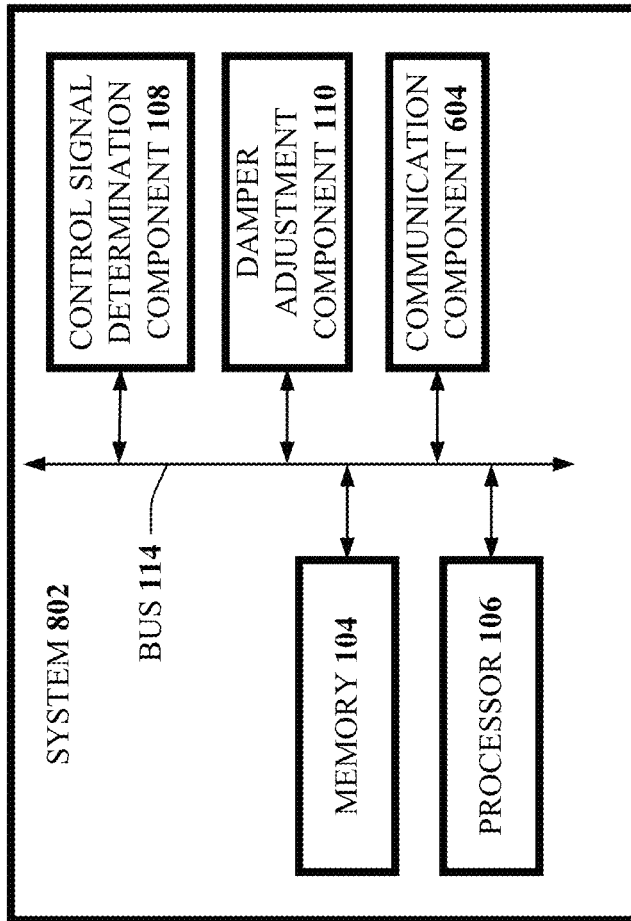 SYSTEM 802
BUS 114
MEMORY 104
PROCESSOR 106
CONTROL SIGNAL
DETERMINATION
COMPONENT 108
DAMPER
ADJUSTMENT
COMPONENT 110
COMMUNICATION
COMPONENT 604